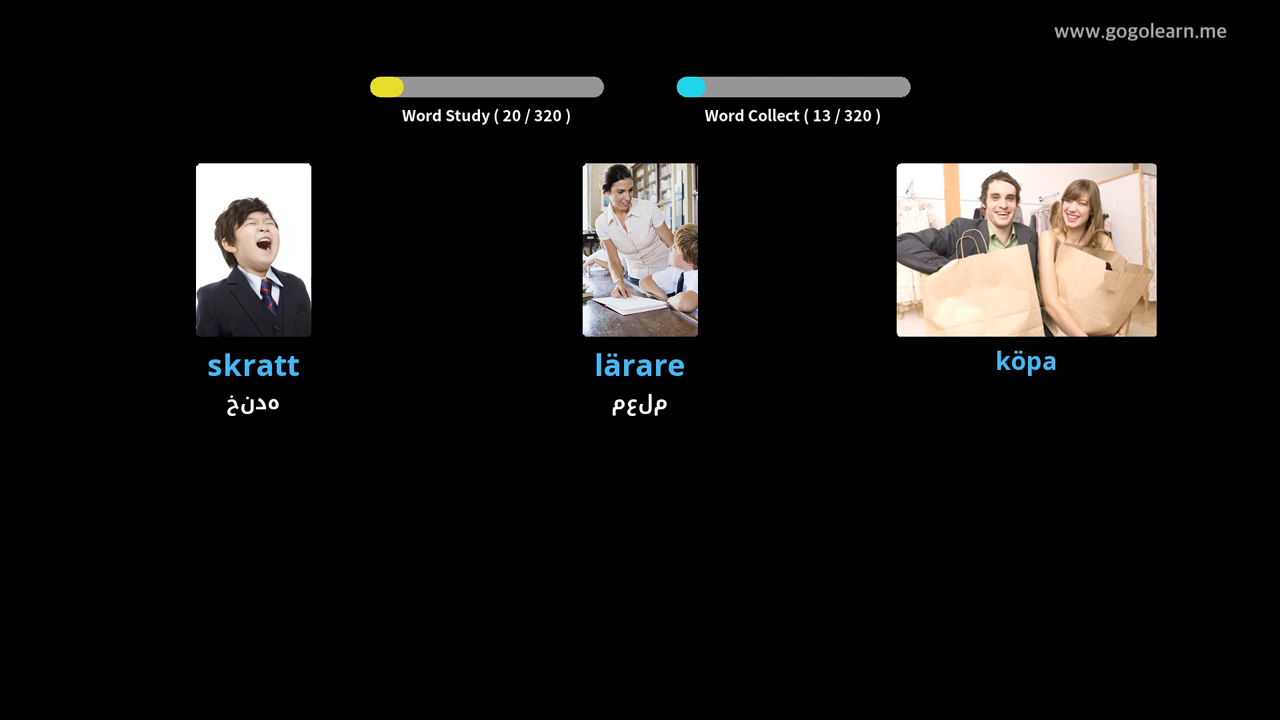 www.gogolearn.me
Word Study ( 20 / 320 )
Word Collect ( 13 / 320 )
skratt
خنده
lärare
معلم
köpa